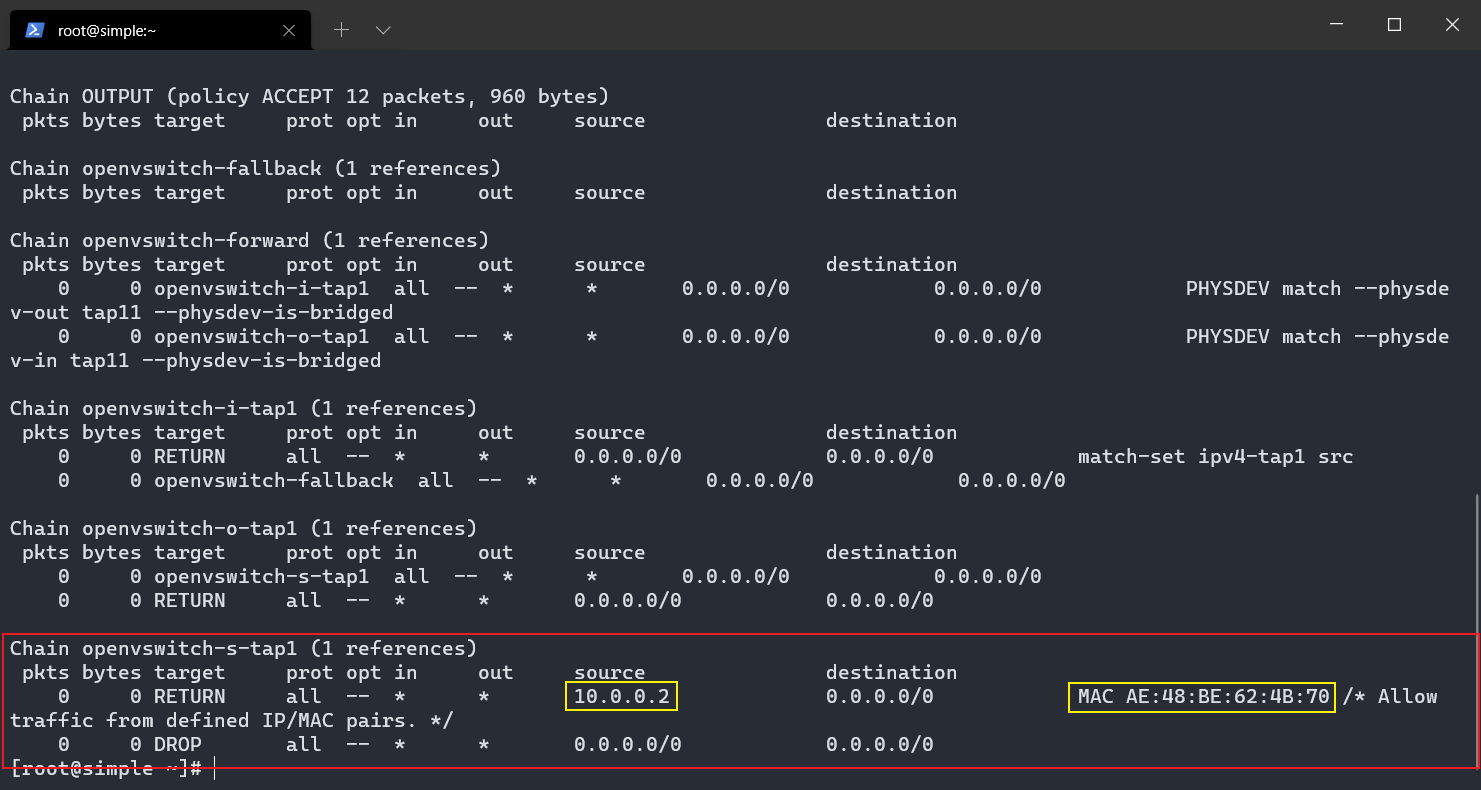 root@simple:~
Chain OUTPUT (policy ACCEPT 12 packets, 960 bytes)
 pkts bytes target     prot opt in     out     source               destination
Chain openvswitch-fallback (1 references)
 pkts bytes target     prot opt in     out     source               destination
Chain openvswitch-forward (1 references)
 pkts bytes target     prot opt in     out     source               destination
    0     0 openvswitch-i-tap1  all  --  *      *       0.0.0.0/0            0.0.0.0/0            PHYSDEV match --physde
v-out tap11 --physdev-is-bridged
    0     0 openvswitch-o-tap1  all  --  *      *       0.0.0.0/0            0.0.0.0/0            PHYSDEV match --physde
v-in tap11 --physdev-is-bridged
Chain openvswitch-i-tap1 (1 references)
 pkts bytes target     prot opt in     out     source               destination
    0     0 RETURN     all  --  *      *       0.0.0.0/0            0.0.0.0/0            match-set ipv4-tap1 src
    0     0 openvswitch-fallback  all  --  *      *       0.0.0.0/0            0.0.0.0/0
Chain openvswitch-o-tap1 (1 references)
 pkts bytes target     prot opt in     out     source               destination
    0     0 openvswitch-s-tap1  all  --  *      *       0.0.0.0/0            0.0.0.0/0
    0     0 RETURN     all  --  *      *       0.0.0.0/0            0.0.0.0/0
Chain openvswitch-s-tap1 (1 references)
 pkts bytes target     prot opt in     out     source               destination
    0     0 RETURN     all  --  *      *       10.0.0.2             0.0.0.0/0            MAC AE:48:BE:62:4B:70 /* Allow
traffic from defined IP/MAC pairs. */
    0     0 DROP       all  --  *      *       0.0.0.0/0            0.0.0.0/0
[root@simple ~]#